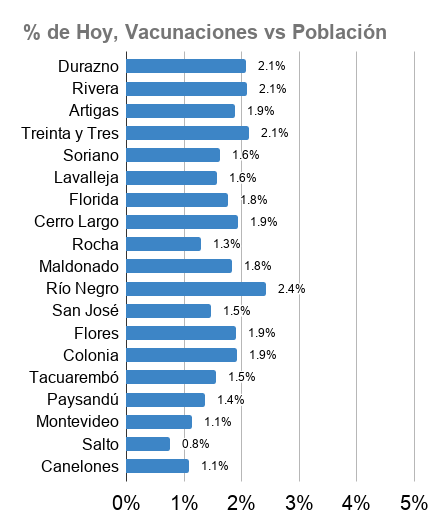 % de Hoy, Vacunaciones vs Población
Durazno 2.1%
Rivera 2.1%
Artigas 1.9%
Treinta y Tres 2.1%
Soriano 1.6%
Lavalleja 1.6%
Florida 1.8%
Cerro Largo 1.9%
Rocha 1.3%
Maldonado 1.8%
Río Negro 2.4%
San José 1.5%
Flores 1.9%
Colonia 1.9%
Tacuarembó 1.5%
Paysandú 1.4%
Montevideo 1.1%
Salto 0.8%
Canelones 1.1%
0% 1% 2% 3% 4% 5%